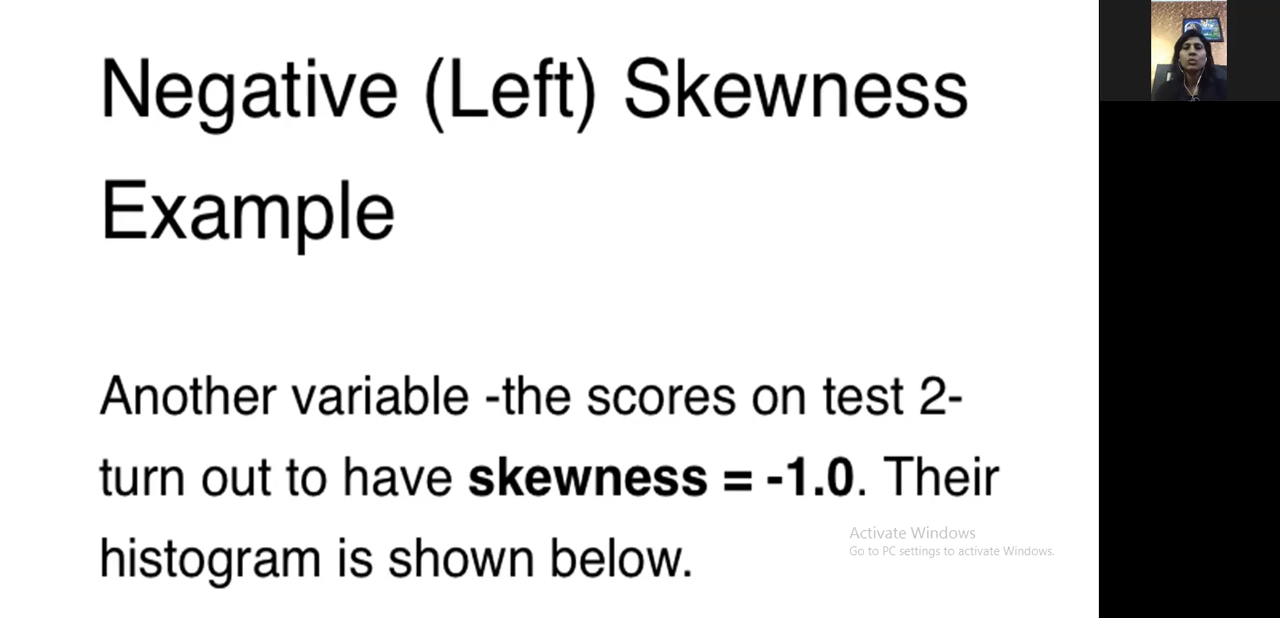 Negative (Left) Skewness
Example
Another variable -the scores on test 2-
turn out to have skewness = -1.0. Their
histogram is shown below.
Activate Windows
Go to PC settings to activate Windows.